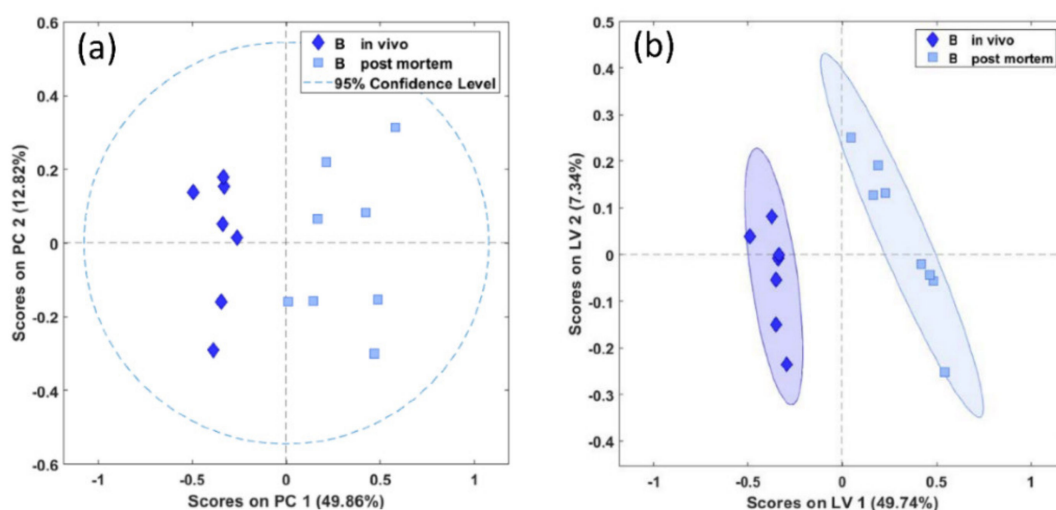 (a)
B in vivo
B post mortem
95% Confidence Level
0.6
0.4
0.2
0
-0.2
-0.4
-0.6
Scores on PC 2 (12.82%)
-1 -0.5 0 0.5 1
Scores on PC 1 (49.86%)
(b)
B in vivo
B post mortem
0.5
0.4
0.3
0.2
0.1
0
-0.1
-0.2
-0.3
-0.4
Scores on LV 2 (7.34%)
-1 -0.5 0 0.5 1
Scores on LV 1 (49.74%)